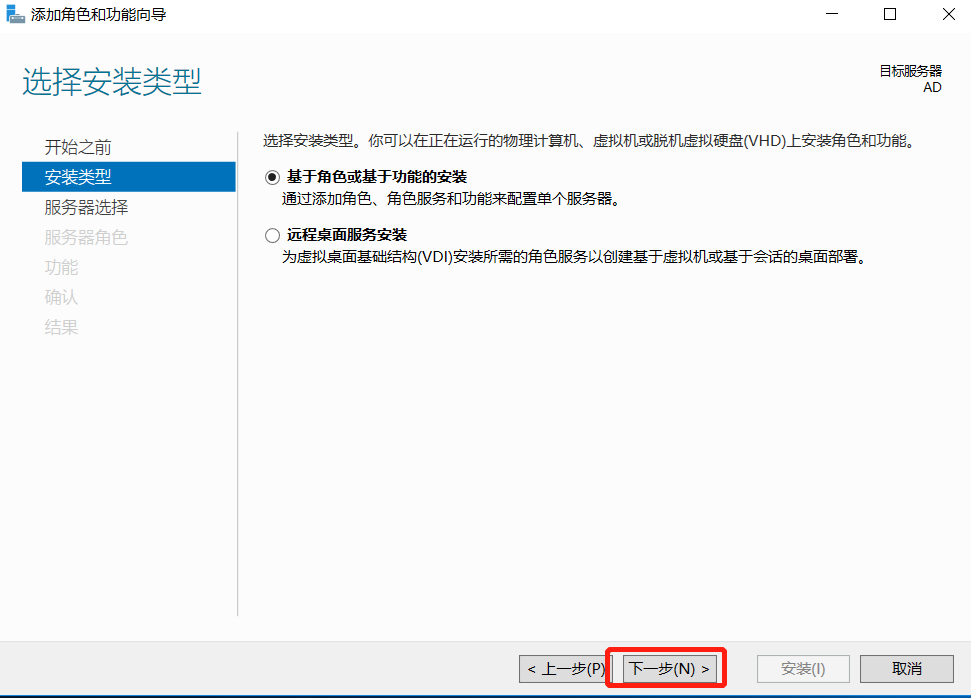 添加角色和功能向导
选择安装类型
目标服务器
AD
开始之前
安装类型
服务器选择
服务器角色
功能
确认
结果
选择安装类型。你可以在正在运行的物理计算机、虚拟机或脱机虚拟硬盘(VHD)上安装角色和功能。
基于角色或基于功能的安装
通过添加角色、角色服务和功能来配置单个服务器。
远程桌面服务安装
为虚拟桌面基础结构(VDI)安装所需的角色服务以创建基于虚拟机或基于会话的桌面部署。
< 上一步(P)
下一步(N) >
安装(I)
取消